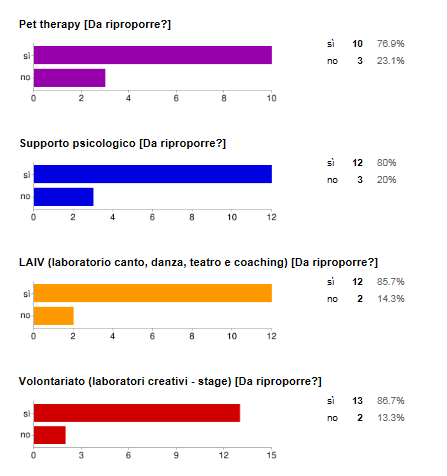 Pet therapy [Da riproporre?]
sì 10 76.9%
no 3 23.1%
sì
no
0 2 4 6 8 10
Supporto psicologico [Da riproporre?]
sì 12 80%
no 3 20%
sì
no
0 2 4 6 8 10 12
LAIV (laboratorio canto, danza, teatro e coaching) [Da riproporre?]
sì 12 85.7%
no 2 14.3%
sì
no
0 2 4 6 8 10 12
Volontariato (laboratori creativi - stage) [Da riproporre?]
sì 13 86.7%
no 2 13.3%
sì
no
0 3 6 9 12 15